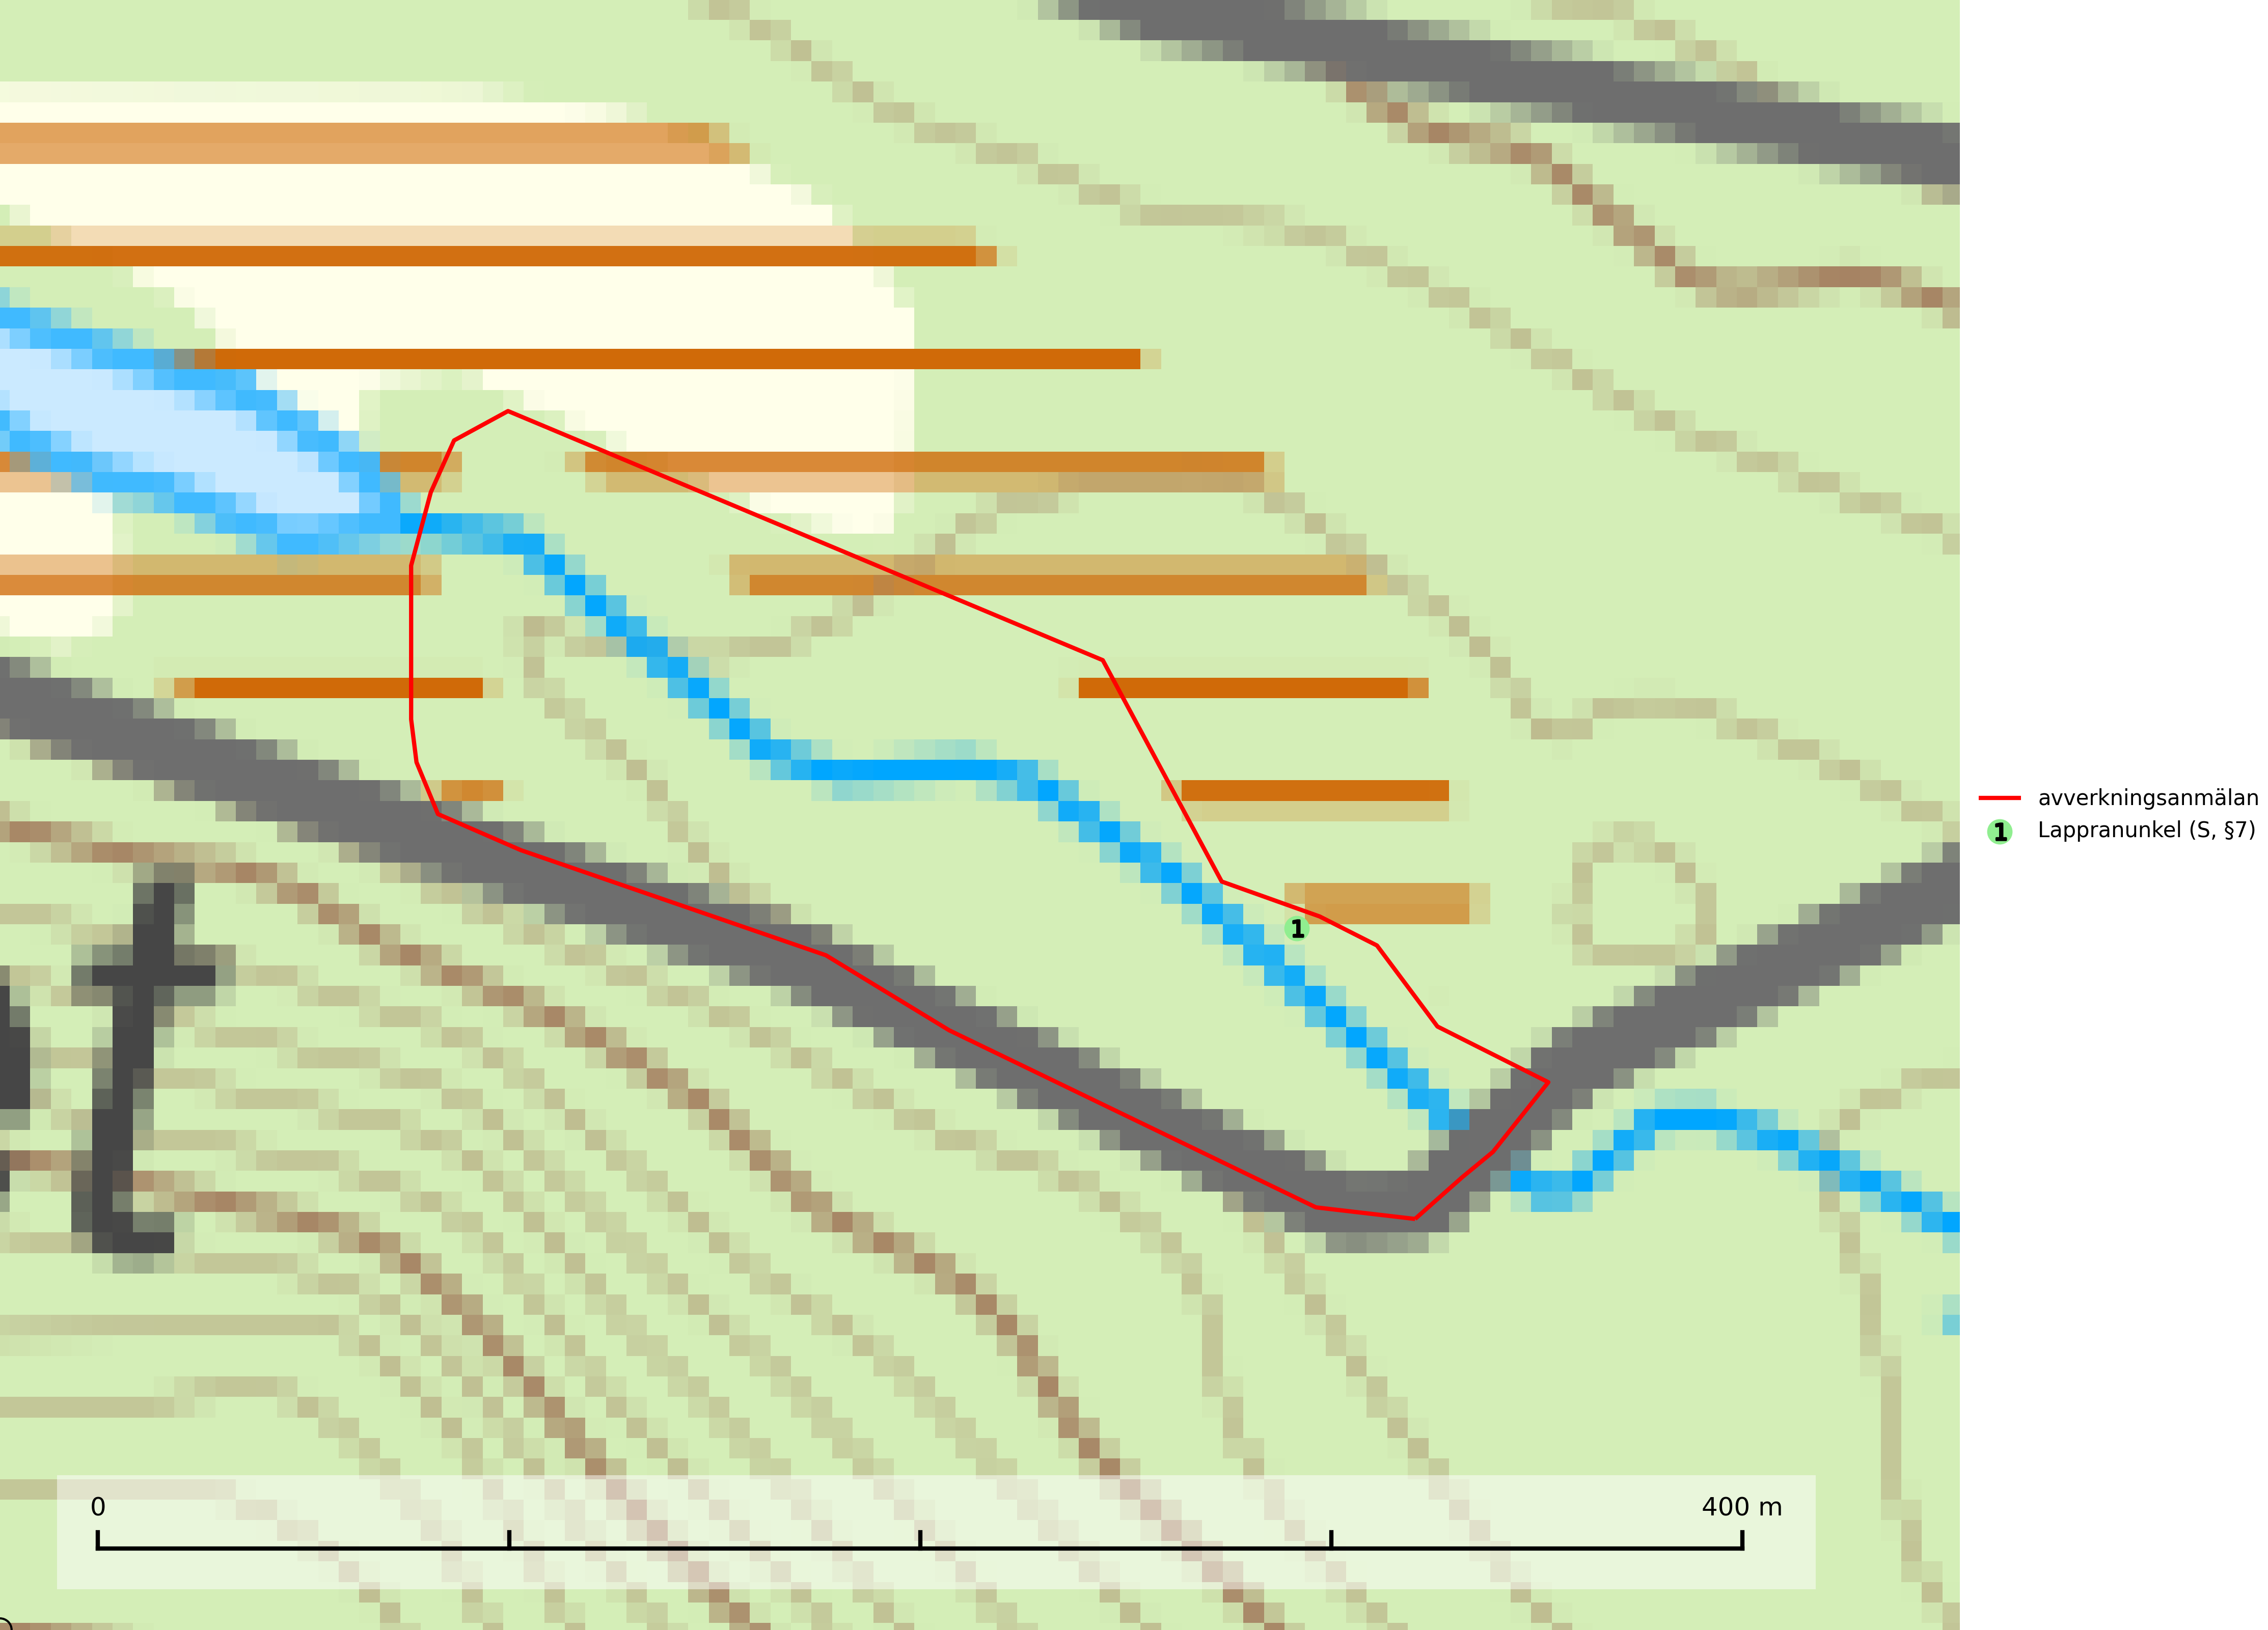 1
avverkningsanmälan
1 Lappranunkel (S, §7)
0 400 m